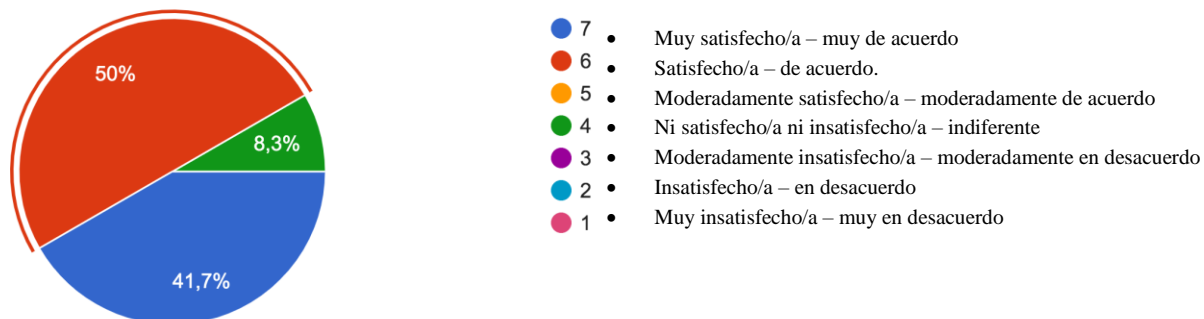 50%
8,3%
41,7%
7 • Muy satisfecho/a – muy de acuerdo
6 • Satisfecho/a – de acuerdo.
5 • Moderadamente satisfecho/a – moderadamente de acuerdo
4 • Ni satisfecho/a ni insatisfecho/a – indiferente
3 • Moderadamente insatisfecho/a – moderadamente en desacuerdo
2 • Insatisfecho/a – en desacuerdo
1 • Muy insatisfecho/a – muy en desacuerdo